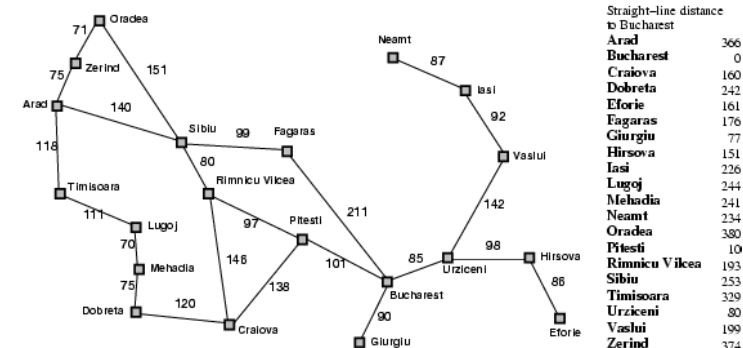 Oradea
71
Neamt
87
Zerind
75
151
Iasi
Arad
140
92
Sibiu
99
Fagaras
118
Vaslui
80
Timisoara
Rimnicu Vilcea
111
Lugoj
97
Pitesti
211
142
70
98
Hirsova
Mehadia
146
101
85
Urziceni
75
138
86
Bucharest
Dobreta
120
90
Craiova
Eforie
Giurgiu
Straight–line distance
to Bucharest
Arad 366
Bucharest 0
Craiova 160
Dobreta 242
Eforie 161
Fagaras 176
Giurgiu 77
Hirsova 151
Iasi 226
Lugoj 244
Mehadia 241
Neamt 234
Oradea 380
Pitesti 10
Rimnicu Vilcea 193
Sibiu 253
Timisoara 329
Urziceni 80
Vaslui 199
Zerind 374